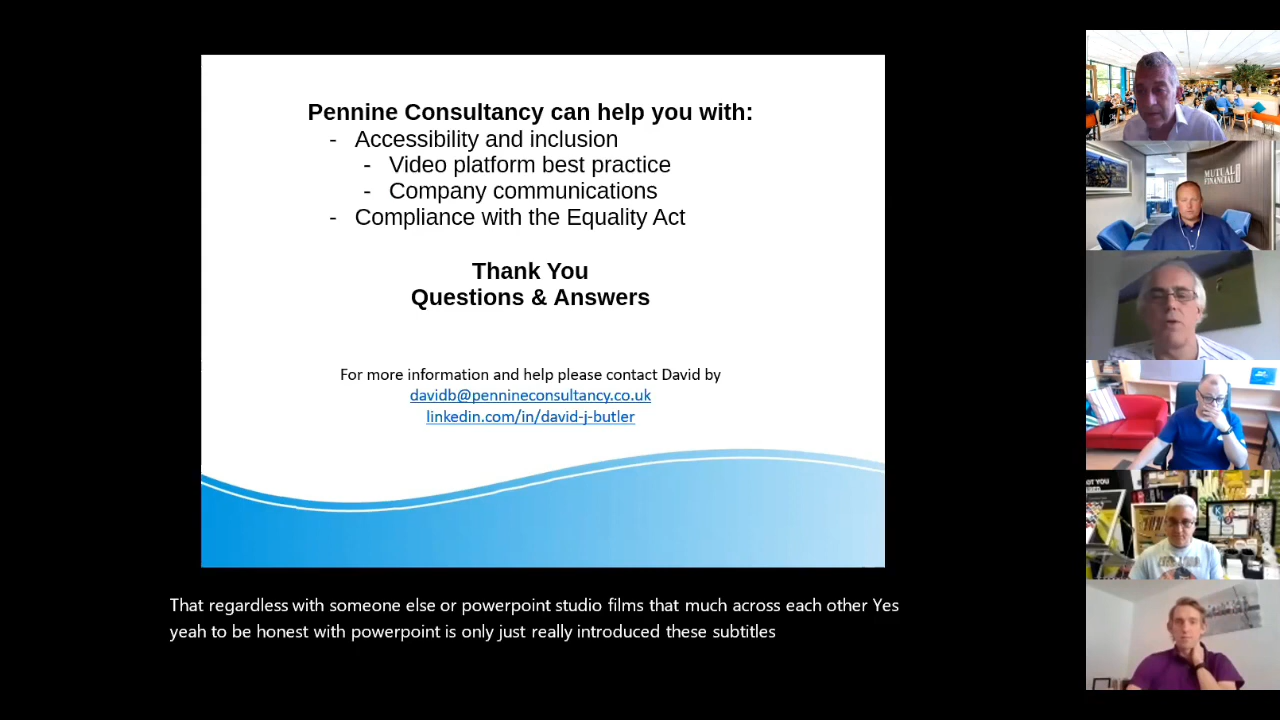 Pennine Consultancy can help you with:
- Accessibility and inclusion
- Video platform best practice
- Company communications
- Compliance with the Equality Act
Thank You
Questions & Answers
For more information and help please contact David by
davidb@pennineconsultancy.co.uk
linkedin.com/in/david-j-butler
That regardless with someone else or powerpoint studio films that much across each other Yes
yeah to be honest with powerpoint is only just really introduced these subtitles
MUTUAL
FINANCIAL